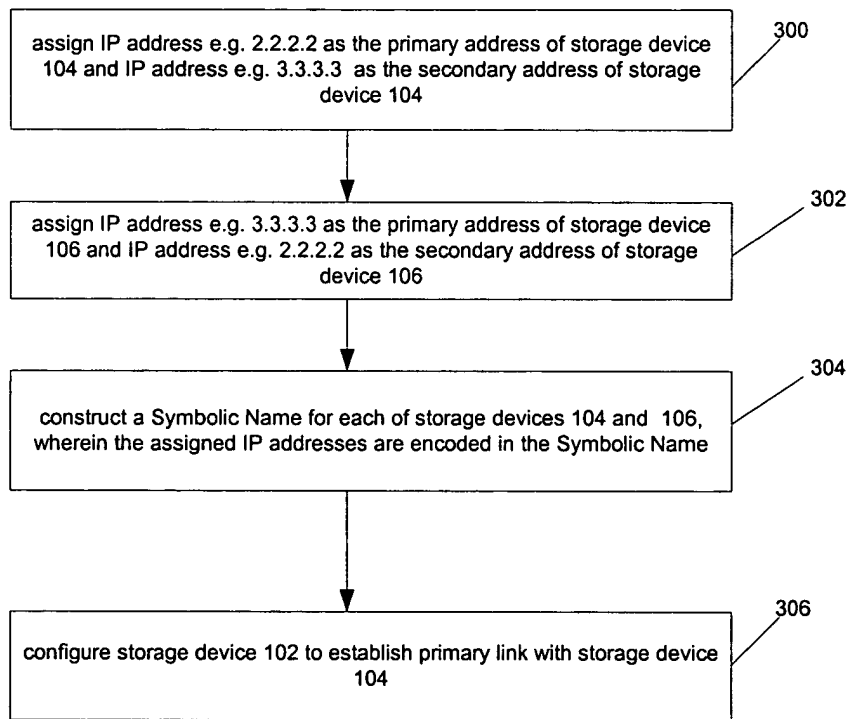 assign IP address e.g. 2.2.2.2 as the primary address of storage device
104 and IP address e.g. 3.3.3.3 as the secondary address of storage
device 104
300
assign IP address e.g. 3.3.3.3 as the primary address of storage device
106 and IP address e.g. 2.2.2.2 as the secondary address of storage
device 106
302
construct a Symbolic Name for each of storage devices 104 and 106,
wherein the assigned IP addresses are encoded in the Symbolic Name
304
configure storage device 102 to establish primary link with storage device
104
306